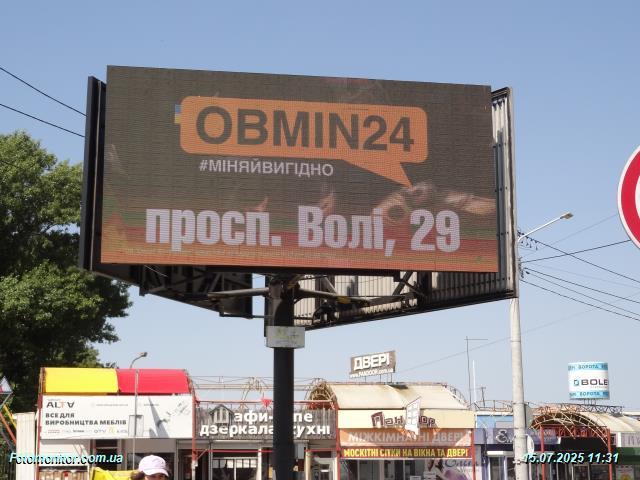 OBMIN24
#МІНЯЙВИГІДНО
просп. Волі, 29
ДВЕРІ
ALTA
ВСЕ ДЛЯ
ВИРОБНИЦТВА
МЕБЛІВ
дзеркала
кухні
МІЖКІМНАТНІ ДВЕРІ
МОСКІТНІ СІТКИ НА ВІКНА ТА ДВЕРІ
ВОРОТА
BOLE
Fotomonitor.com.ua
15.07.2025 11:31